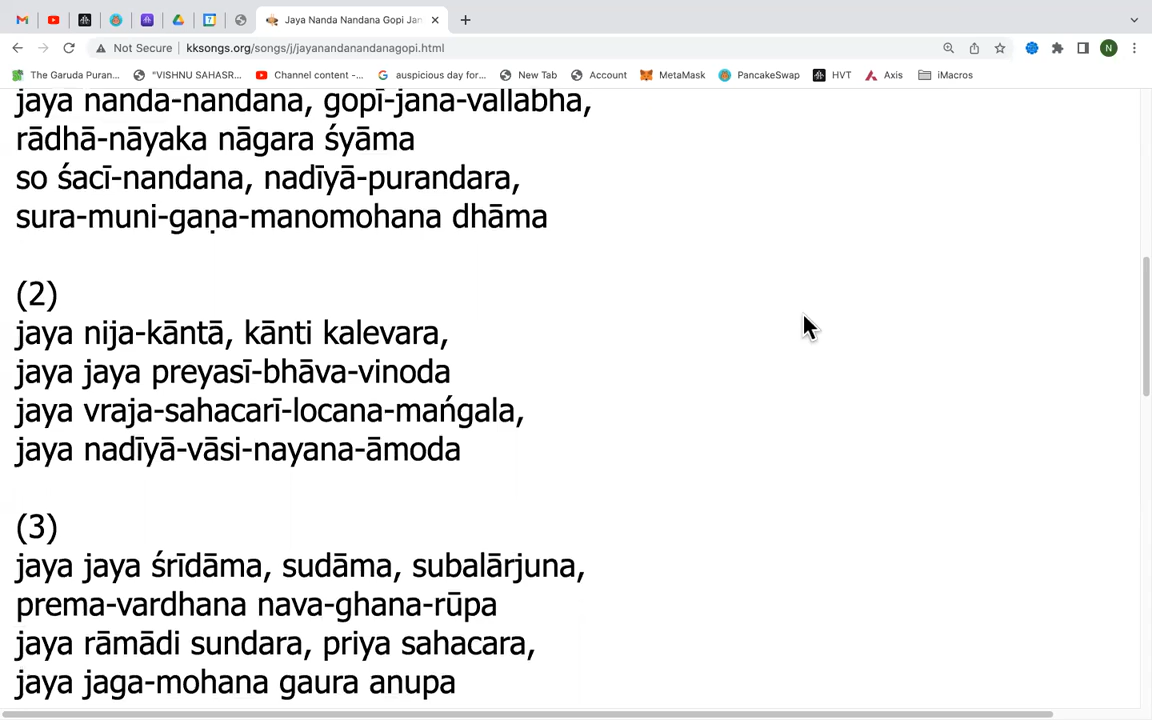 Jaya Nanda Nandana Gopi Jan
Not Secure
kksongs.org/songs/j/jayanandanandanagopi.html
N
The Garuda Puran...
"VISHNU SAHASR...
Channel content -...
auspicious day for...
New Tab
Account
MetaMask
PancakeSwap
HVT
Axis
iMacros
jaya nanda-nandana, gopī-jana-vallabha,
rādhā-nāyaka nāgara śyāma
so śacī-nandana, nadīyā-purandara,
sura-muni-gaṇa-manomohana dhāma
(2)
jaya nija-kāntā, kānti kalevara,
jaya jaya preyasī-bhāva-vinoda
jaya vraja-sahacarī-locana-mańgala,
jaya nadīyā-vāsi-nayana-āmoda
(3)
jaya jaya śrīdāma, sudāma, subalārjuna,
prema-vardhana nava-ghana-rūpa
jaya rāmādi sundara, priya sahacara,
jaya jaga-mohana gaura anupa